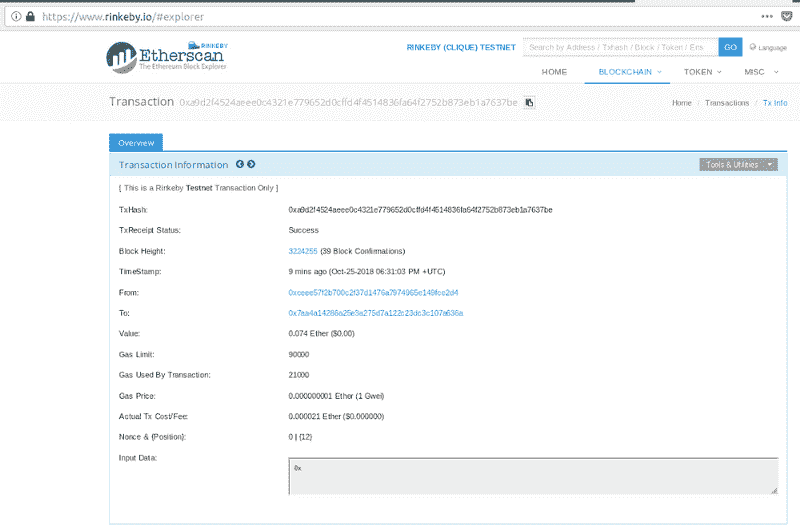 https://www.rinkeby.io/#explorer
RINKEBY
Etherscan
The Ethereum Block Explorer
RINKEBY (CLIQUE) TESTNET
Search by Address / Txhash / Block / Token / Ens
GO
Language
HOME BLOCKCHAIN TOKEN MISC
Transaction 0xa9d2f4524aeee0c4321e779652d0cffd4f4514836fa64f2752b873eb1a7637be
Home / Transactions / Tx Info
Overview
Transaction Information
Tools & Utilities
[ This is a Rinkeby Testnet Transaction Only ]
TxHash: 0xa9d2f4524aeee0c4321e779652d0cffd4f4514836fa64f2752b873eb1a7637be
TxReceipt Status: Success
Block Height: 3224255 (39 Block Confirmations)
TimeStamp: 9 mins ago (Oct-25-2018 06:31:03 PM +UTC)
From:
To:
Value: 0.074 Ether ($0.00)
Gas Limit: 90000
Gas Used By Transaction: 21000
Gas Price: 0.000000001 Ether (1 Gwei)
Actual Tx Cost/Fee: 0.000021 Ether ($0.000000)
Nonce & {Position}: 0 | {12}
Input Data:
0x